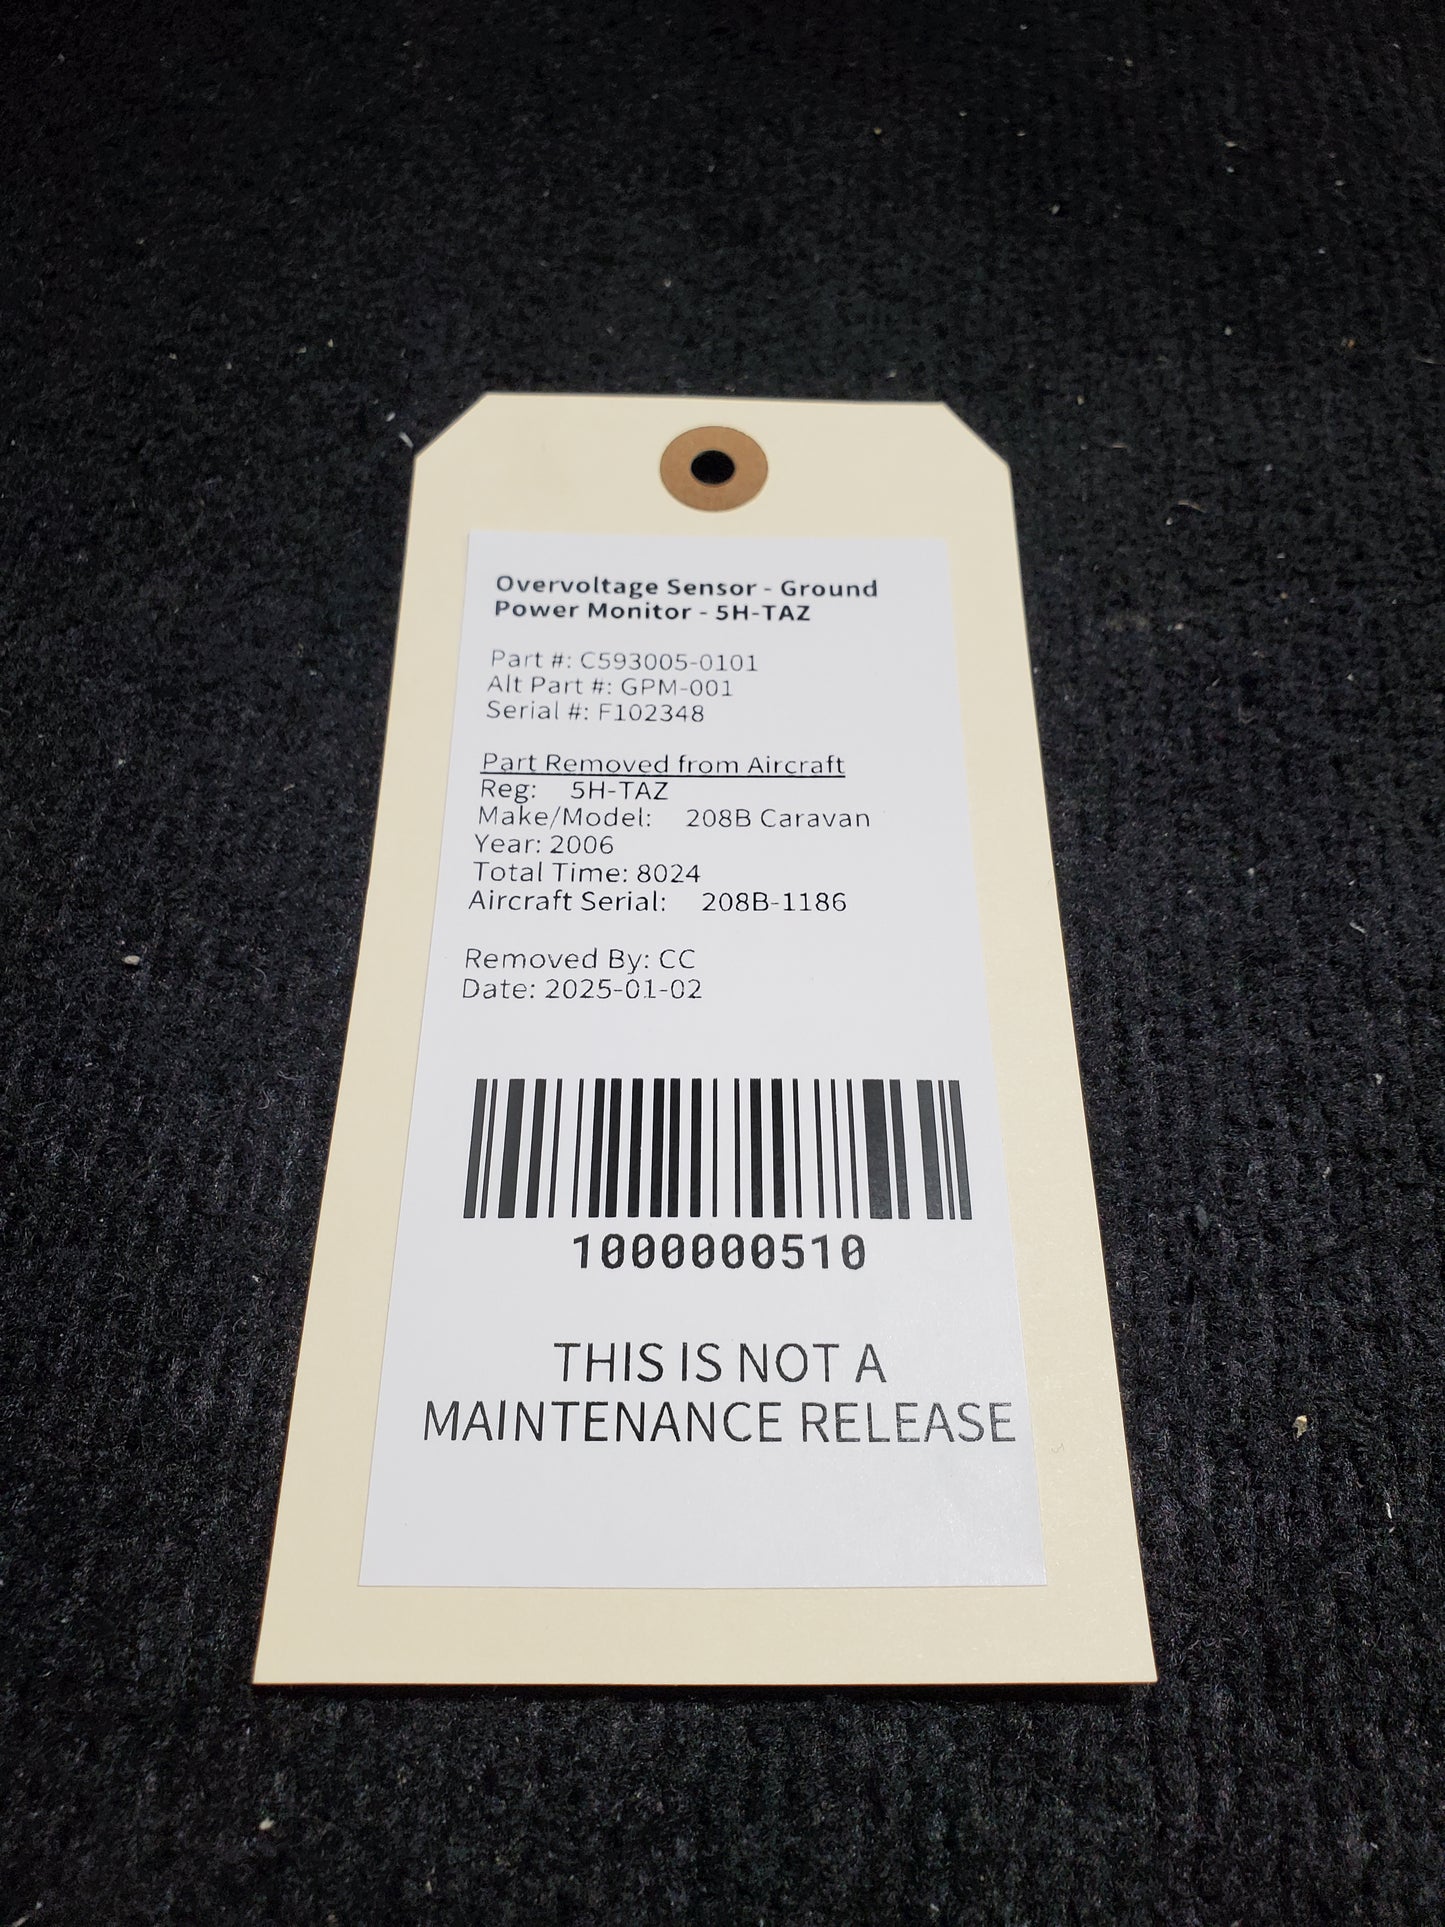 Overvoltage Sensor - Ground
Power Monitor - 5H-TAZ
Part #: C593005-0101
Alt Part #: GPM-001
Serial #: F102348
Part Removed from Aircraft
Reg: 5H-TAZ
Make/Model: 208B Caravan
Year: 2006
Total Time: 8024
Aircraft Serial: 208B-1186
Removed By: CC
Date: 2025-01-02
1000000510
THIS IS NOT A
MAINTENANCE RELEASE